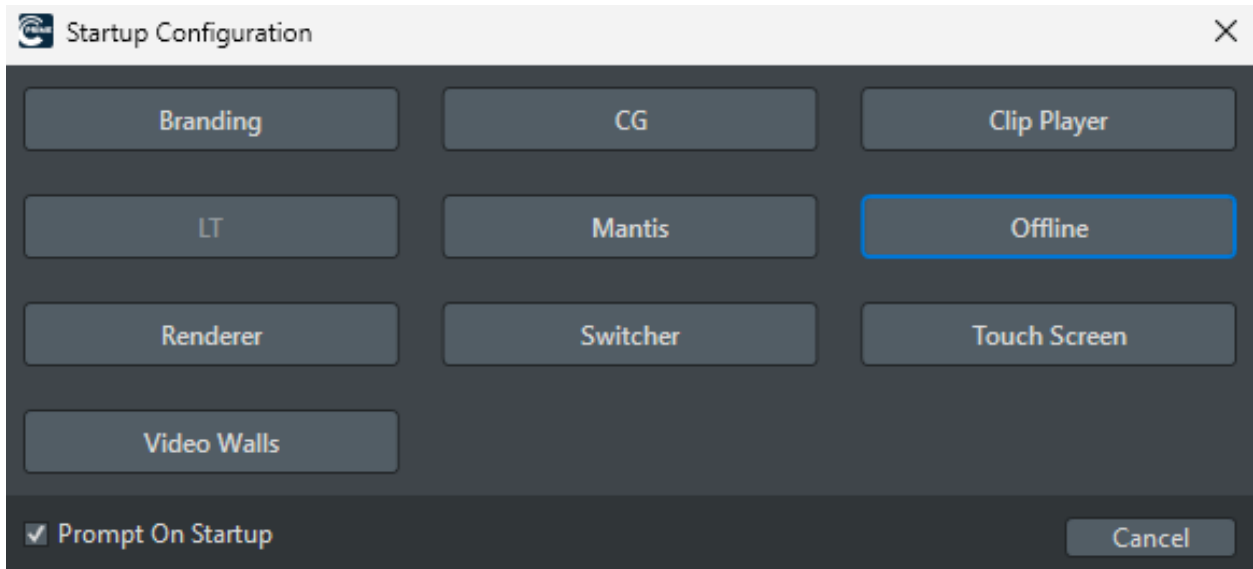 PRIME
Startup Configuration
Branding
CG
Clip Player
LT
Mantis
Offline
Renderer
Switcher
Touch Screen
Video Walls
Prompt On Startup
Cancel